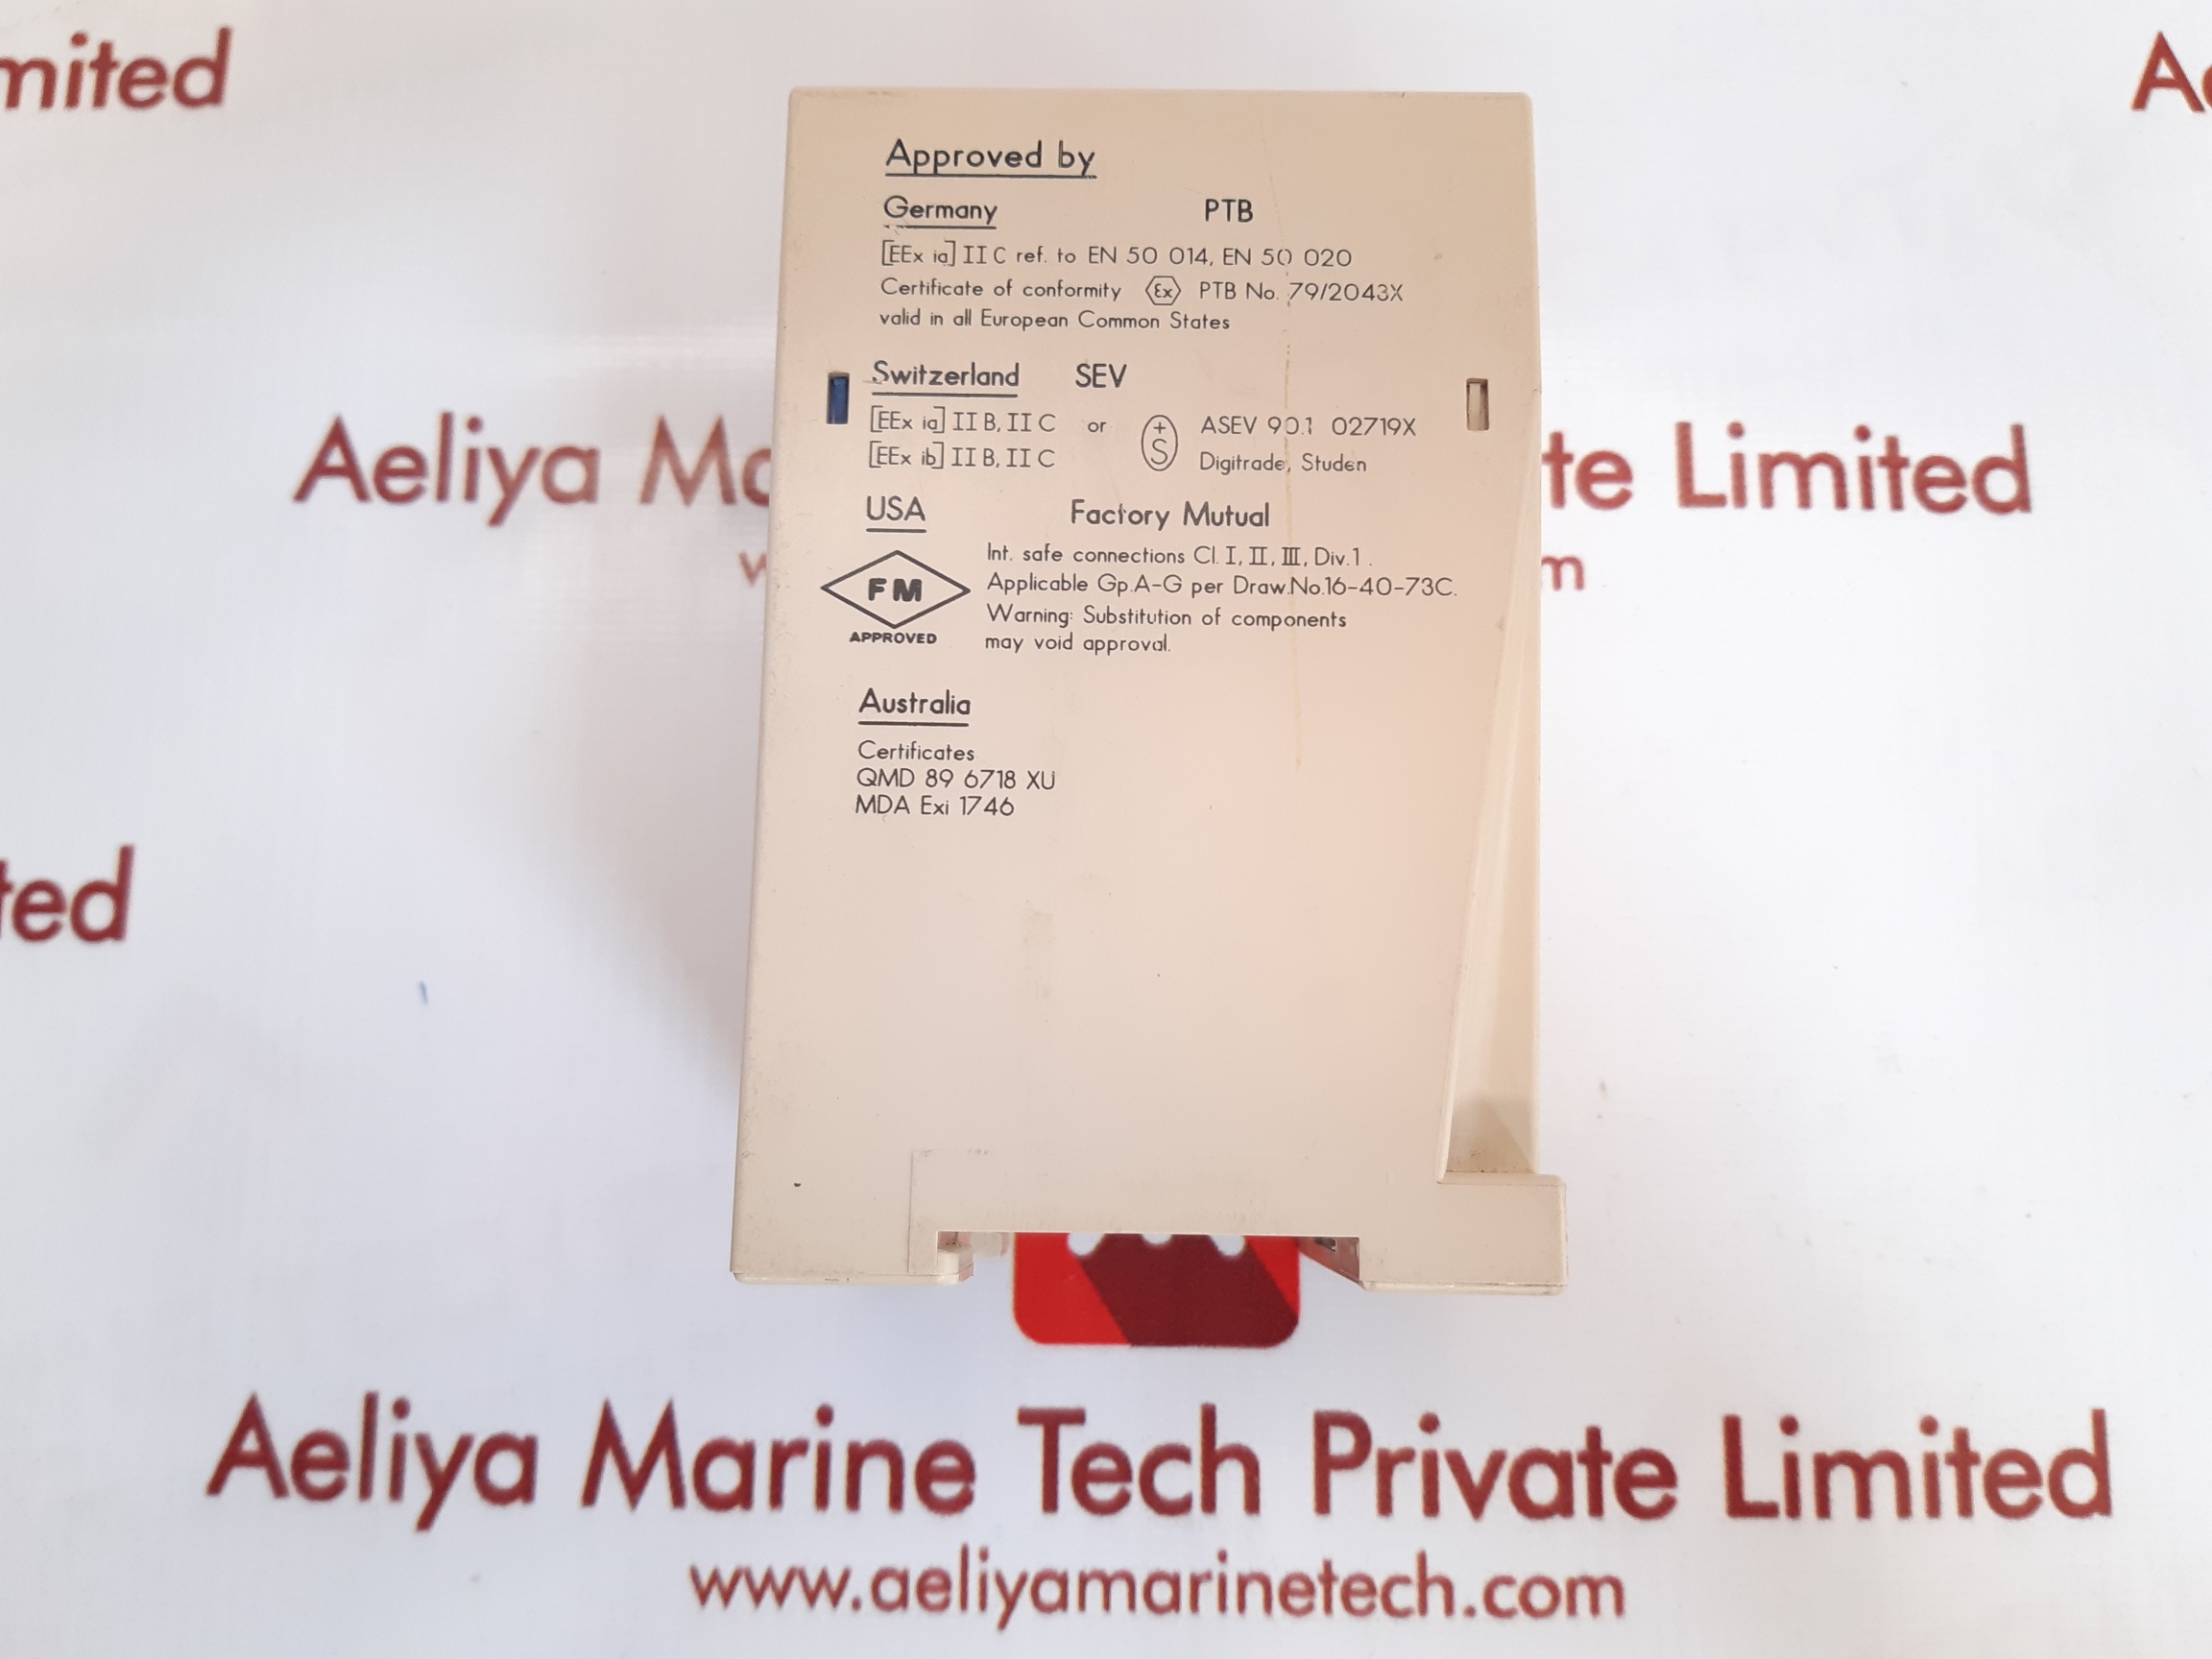 mited
Ae
Approved by
Germany PTB
[EEx ia] II C ref. to EN 50 014, EN 50 020
Certificate of conformity Ex PTB No. 79/2043X
valid in all European Common States
Switzerland SEV
[EEx ia] II B, II C or +S ASEV 90.1 02719X
[EEx ib] II B, II C Digitrade, Studen
Aeliya Ma te Limited
w m
USA Factory Mutual
FM
APPROVED
Int. safe connections Cl. I, II, III, Div.1.
Applicable Gp.A-G per Draw.No.16-40-73C.
Warning: Substitution of components
may void approval.
Australia
Certificates
QMD 89 6718 XU
MDA Exi 1746
ted
Aeliya Marine Tech Private Limited
www.aeliyamarinetech.com